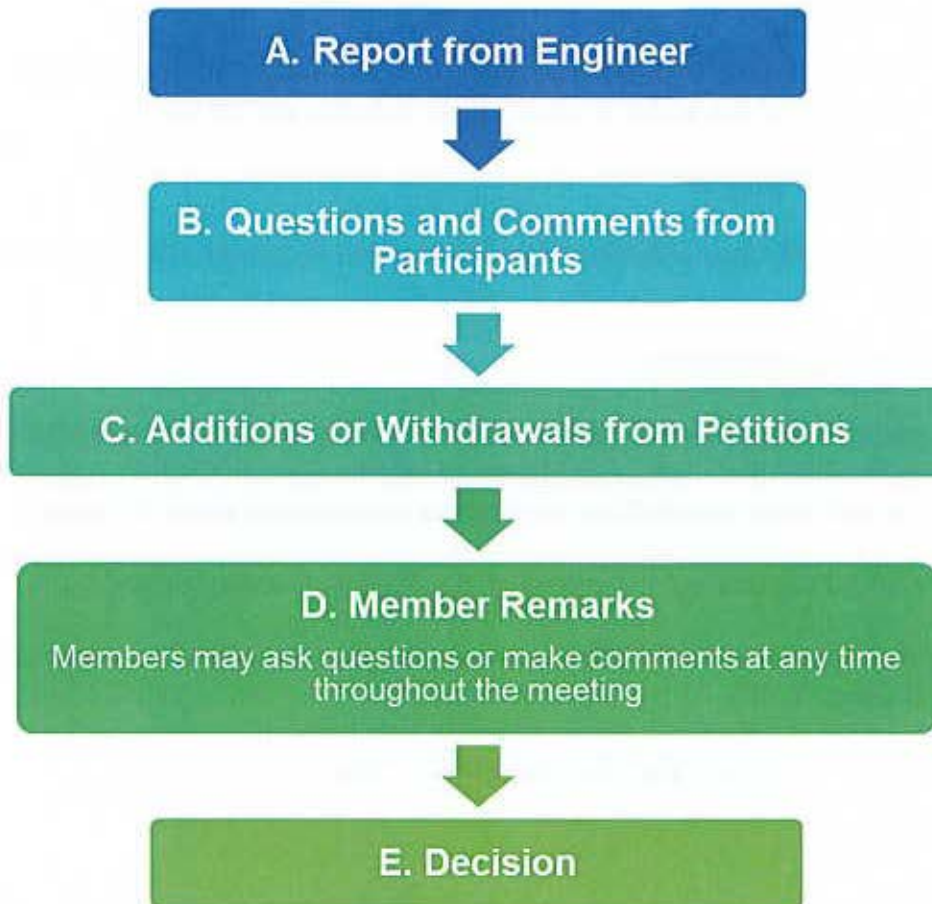 A. Report from Engineer
B. Questions and Comments from
Participants
C. Additions or Withdrawals from Petitions
D. Member Remarks
Members may ask questions or make comments at any time
throughout the meeting
E. Decision